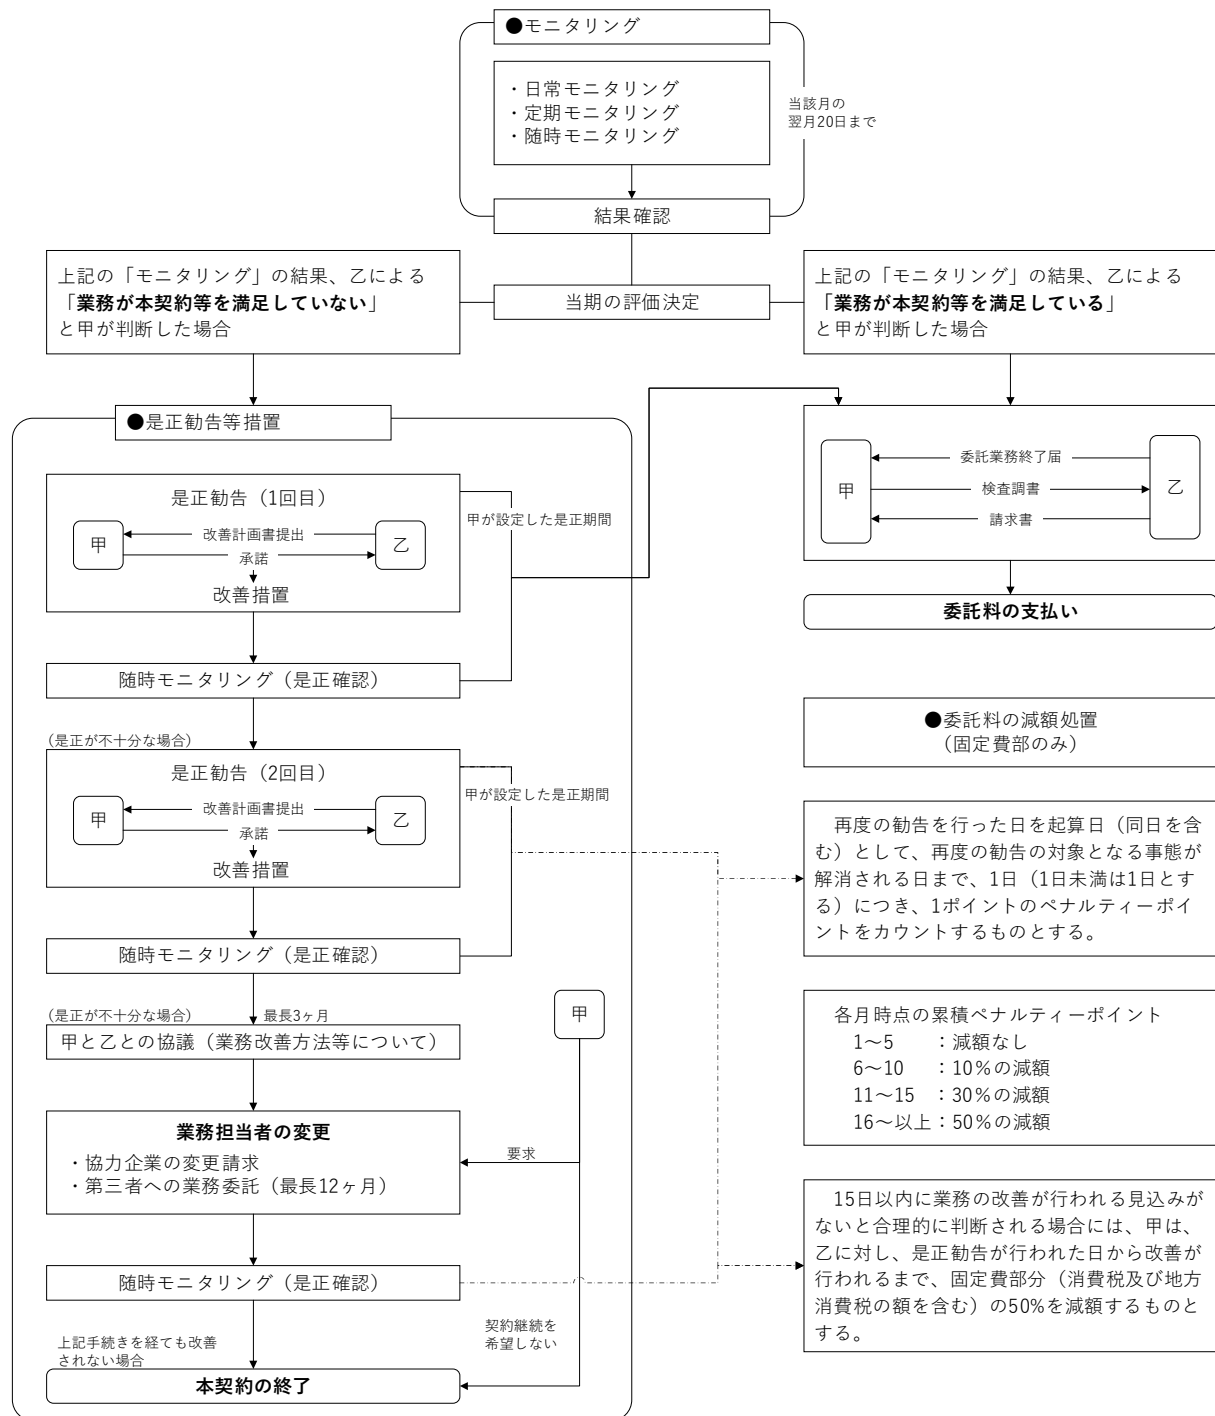 ●モニタリング
・日常モニタリング
・定期モニタリング
・随時モニタリング
当該月の
翌月20日まで
結果確認
当期の評価決定
上記の「モニタリング」の結果、乙による
「業務が本契約等を満足していない」
と甲が判断した場合
上記の「モニタリング」の結果、乙による
「業務が本契約等を満足している」
と甲が判断した場合
●是正勧告等措置
是正勧告（1回目）
甲
改善計画書提出
承諾
乙
改善措置
甲が設定した是正期間
随時モニタリング（是正確認）
(是正が不十分な場合)
是正勧告（2回目）
甲
改善計画書提出
承諾
乙
改善措置
甲が設定した是正期間
随時モニタリング（是正確認）
(是正が不十分な場合)
最長3ヶ月
甲と乙との協議（業務改善方法等について）
甲
業務担当者の変更
・協力企業の変更請求
・第三者への業務委託（最長12ヶ月）
要求
随時モニタリング（是正確認）
上記手続きを経ても改善
されない場合
契約継続を
希望しない
本契約の終了
甲
委託業務終了届
検査調書
請求書
乙
委託料の支払い
●委託料の減額処置
（固定費部のみ）
再度の勧告を行った日を起算日（同日を含
む）として、再度の勧告の対象となる事態が
解消される日まで、1日（1日未満は1日とす
る）につき、1ポイントのペナルティーポイ
ントをカウントするものとする。
各月時点の累積ペナルティーポイント
1〜5　　：減額なし
6〜10　：10％の減額
11〜15　：30％の減額
16〜以上：50％の減額
15日以内に業務の改善が行われる見込みが
ないと合理的に判断される場合には、甲は、
乙に対し、是正勧告が行われた日から改善が
行われるまで、固定費部分（消費税及び地方
消費税の額を含む）の50%を減額するものと
する。